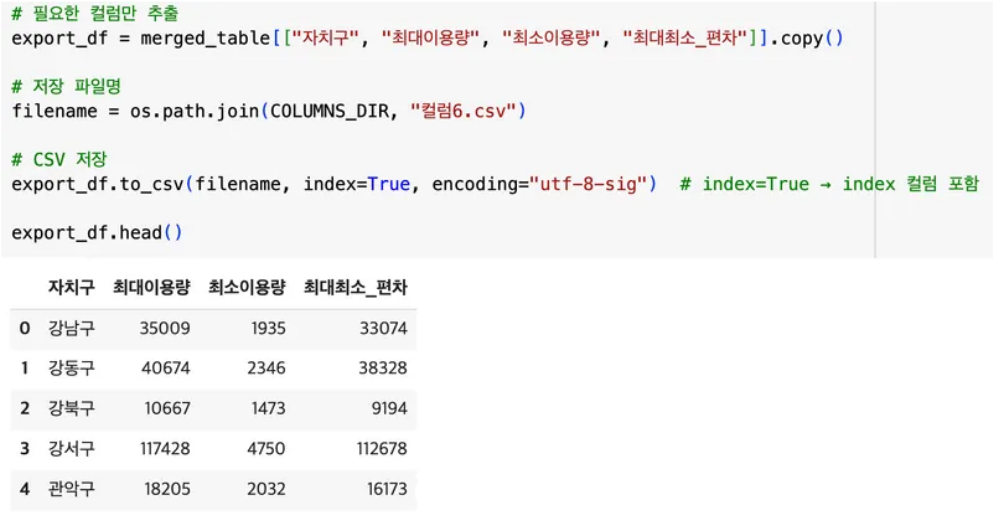 # 필요한 컬럼만 추출
export_df = merged_table[["자치구", "최대이용량", "최소이용량", "최대최소_편차"]].copy()
# 저장 파일명
filename = os.path.join(COLUMNS_DIR, "컬럼6.csv")
# CSV 저장
export_df.to_csv(filename, index=True, encoding="utf-8-sig")  # index=True → index 컬럼 포함
export_df.head()
자치구 최대이용량 최소이용량 최대최소_편차
0 강남구 35009 1935 33074
1 강동구 40674 2346 38328
2 강북구 10667 1473 9194
3 강서구 117428 4750 112678
4 관악구 18205 2032 16173